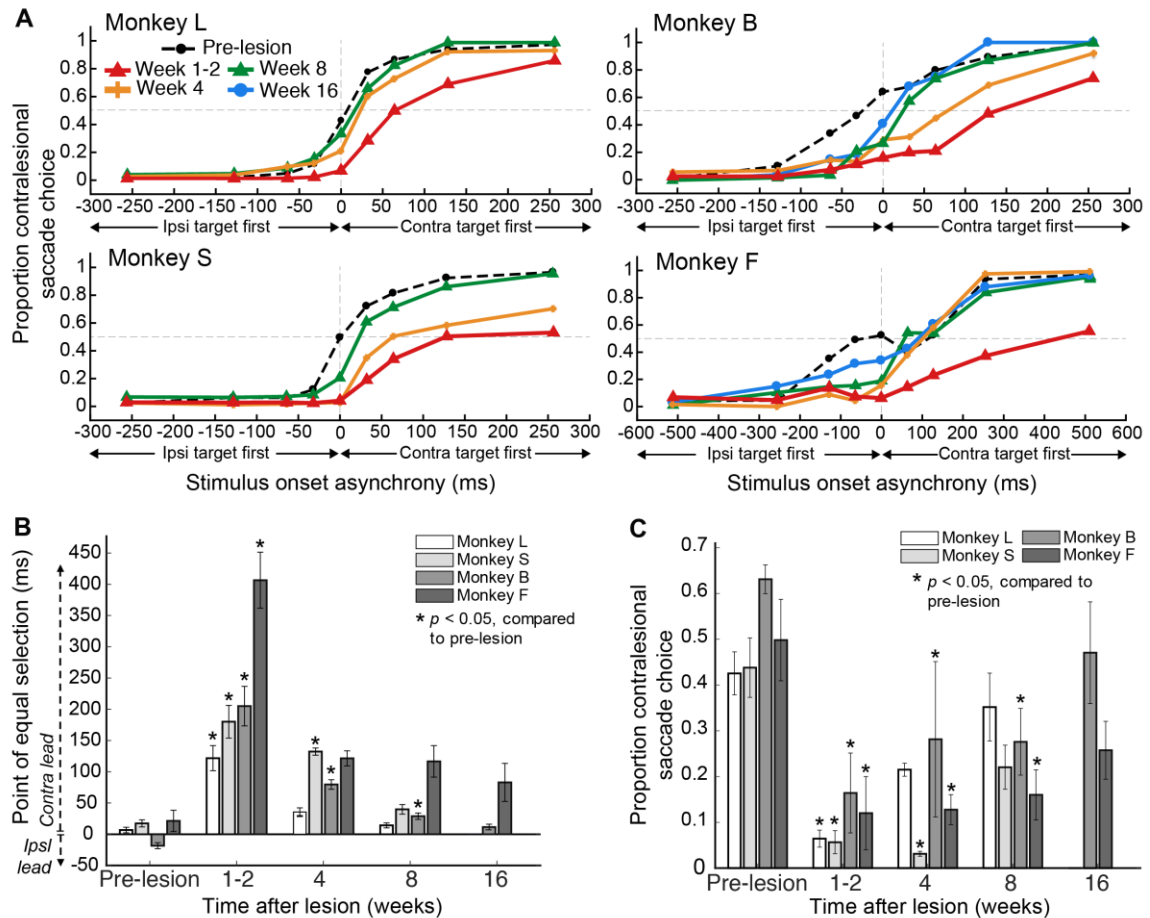 A
Proportion contralesional
saccade choice
Monkey L
Pre-lesion
Week 1-2
Week 8
Week 4
Week 16
1
0.8
0.6
0.4
0.2
0
-300 -250 -200 -150 -100 -50 0 50 100 150 200 250 300
Ipsi target first
Contra target first
Monkey B
1
0.8
0.6
0.4
0.2
0
-300 -250 -200 -150 -100 -50 0 50 100 150 200 250 300
Ipsi target first
Contra target first
Monkey S
1
0.8
0.6
0.4
0.2
0
-300 -250 -200 -150 -100 -50 0 50 100 150 200 250 300
Ipsi target first
Contra target first
Stimulus onset asynchrony (ms)
Monkey F
1
0.8
0.6
0.4
0.2
0
-600 -500 -400 -300 -200 -100 0 100 200 300 400 500 600
Ipsi target first
Contra target first
Stimulus onset asynchrony (ms)
B
Point of equal selection (ms)
Contra lead
Ipsl
lead
450
400
350
300
250
200
150
100
50
0
-50
Monkey L
Monkey S
Monkey B
Monkey F
* p < 0.05, compared
to pre-lesion
* * * *
* *
*
Pre-lesion 1-2 4 8 16
Time after lesion (weeks)
C
Proportion contralesional
saccade choice
0.7
0.6
0.5
0.4
0.3
0.2
0.1
0
Monkey L
Monkey B
Monkey S
Monkey F
* p < 0.05, compared to
pre-lesion
* * * *
* * *
* *
Pre-lesion 1-2 4 8 16
Time after lesion (weeks)